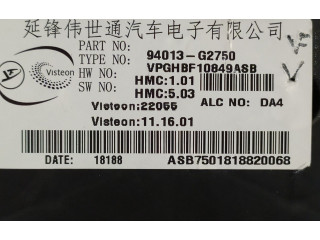 延锋伟世通汽车电子有限公司
PART NO: 94013-G2750
TYPE NO: VPGHBF10849ASB
HW NO: HMC:1.01
SW NO: HMC:5.03
ALC NO: DA4
Visteon
Visteon:22055
Visteon:11.16.01
DATE: 18188
ASB7501818820068